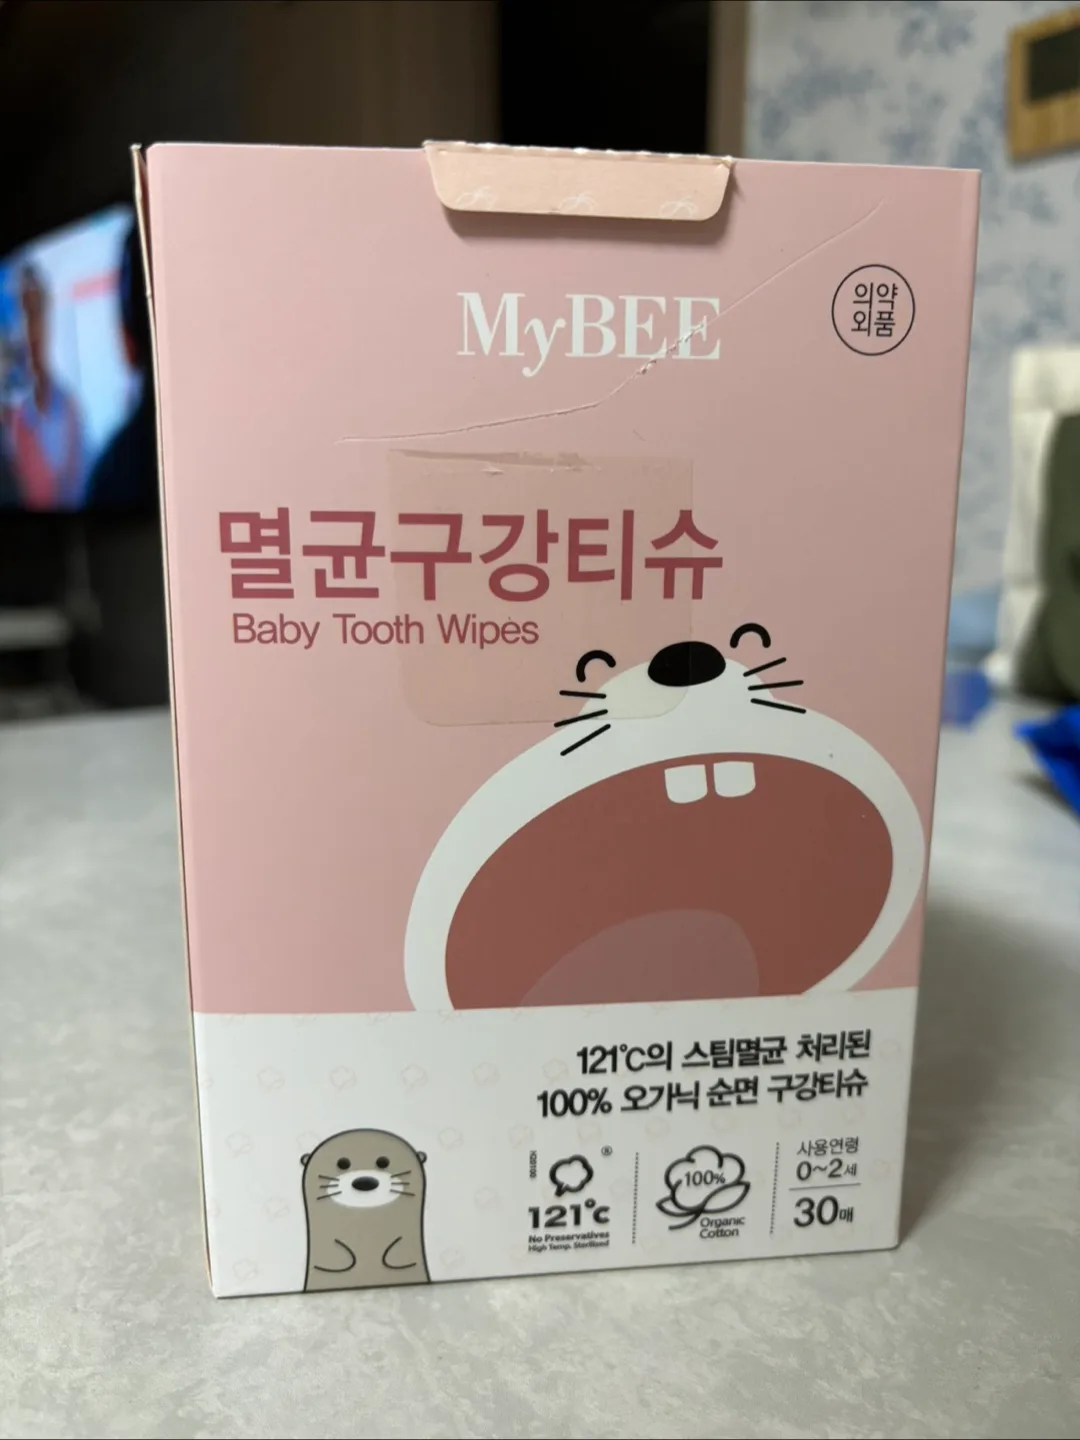 MyBEE
의약
외품
멸균구강티슈
Baby Tooth Wipes
121℃의 스팀멸균 처리된
100% 오가닉 순면 구강티슈
®
121℃
No Preservatives
High Temp. Sterilized
100%
Organic
Cotton
사용연령
0~2세
30매